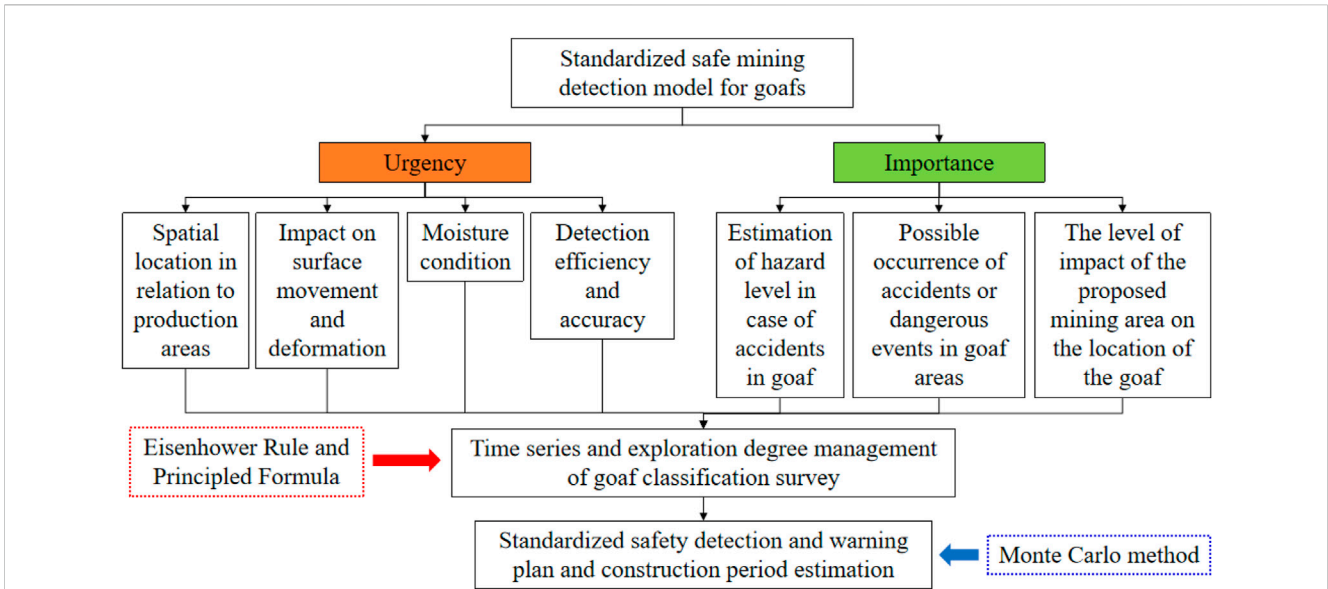 Standardized safe mining
detection model for goafs
Urgency
Importance
Spatial
location in
relation to
production
areas
Impact on
surface
movement
and
deformation
Moisture
condition
Detection
efficiency
and
accuracy
Estimation
of hazard
level in
case of
accidents
in goaf
Possible
occurrence of
accidents or
dangerous
events in goaf
areas
The level of
impact of the
proposed
mining area on
the location of
the goaf
Eisenhower Rule and
Principled Formula
Time series and exploration degree management
of goaf classification survey
Standardized safety detection and warning
plan and construction period estimation
Monte Carlo method